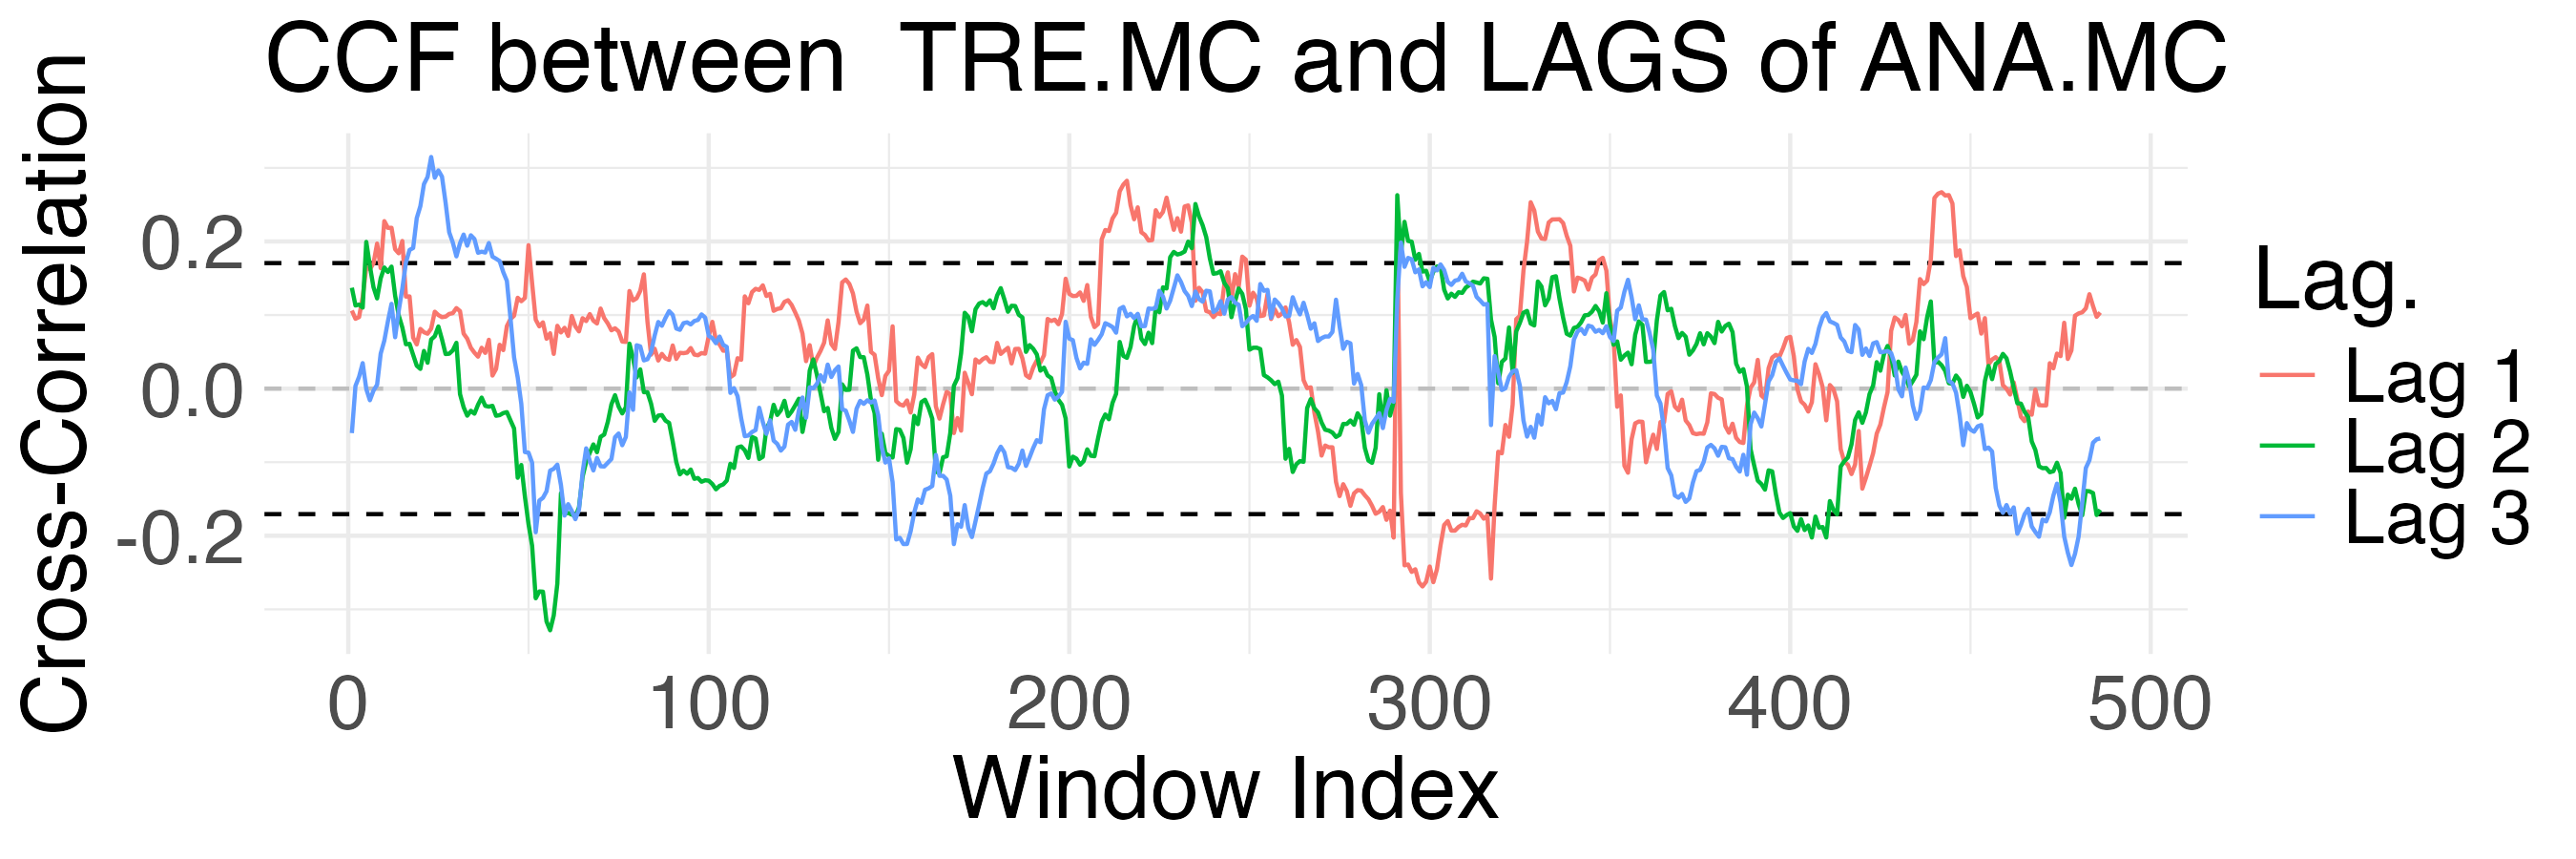 CCF between  TRE.MC and LAGS of ANA.MC
Cross-Correlation
0.2
0.0
-0.2
0 100 200 300 400 500
Window Index
Lag.
Lag 1
Lag 2
Lag 3